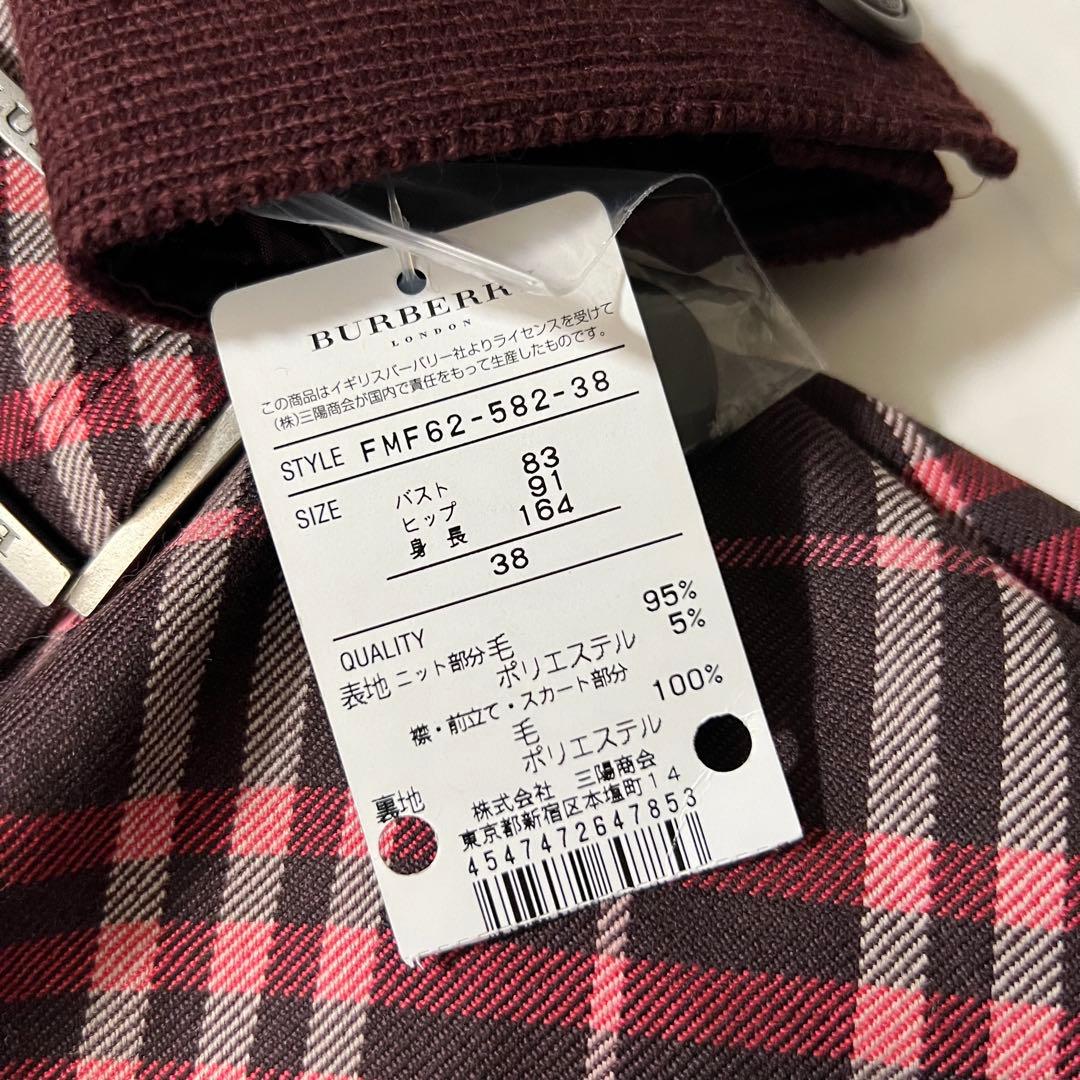 BURBERR
LONDON
この商品はイギリスバーバリー社よりライセンスを受けて
(株)三陽商会が国内で責任をもって生産したものです。
STYLE FMF62-582-38
SIZE バスト 83
ヒップ 91
身長 164
38
QUALITY
表地 ニット部分 毛 95%
ポリエステル 5%
襟・前立て・スカート部分
毛 100%
裏地 ポリエステル
株式会社 三陽商会
東京都新宿区本塩町14
4547472647853